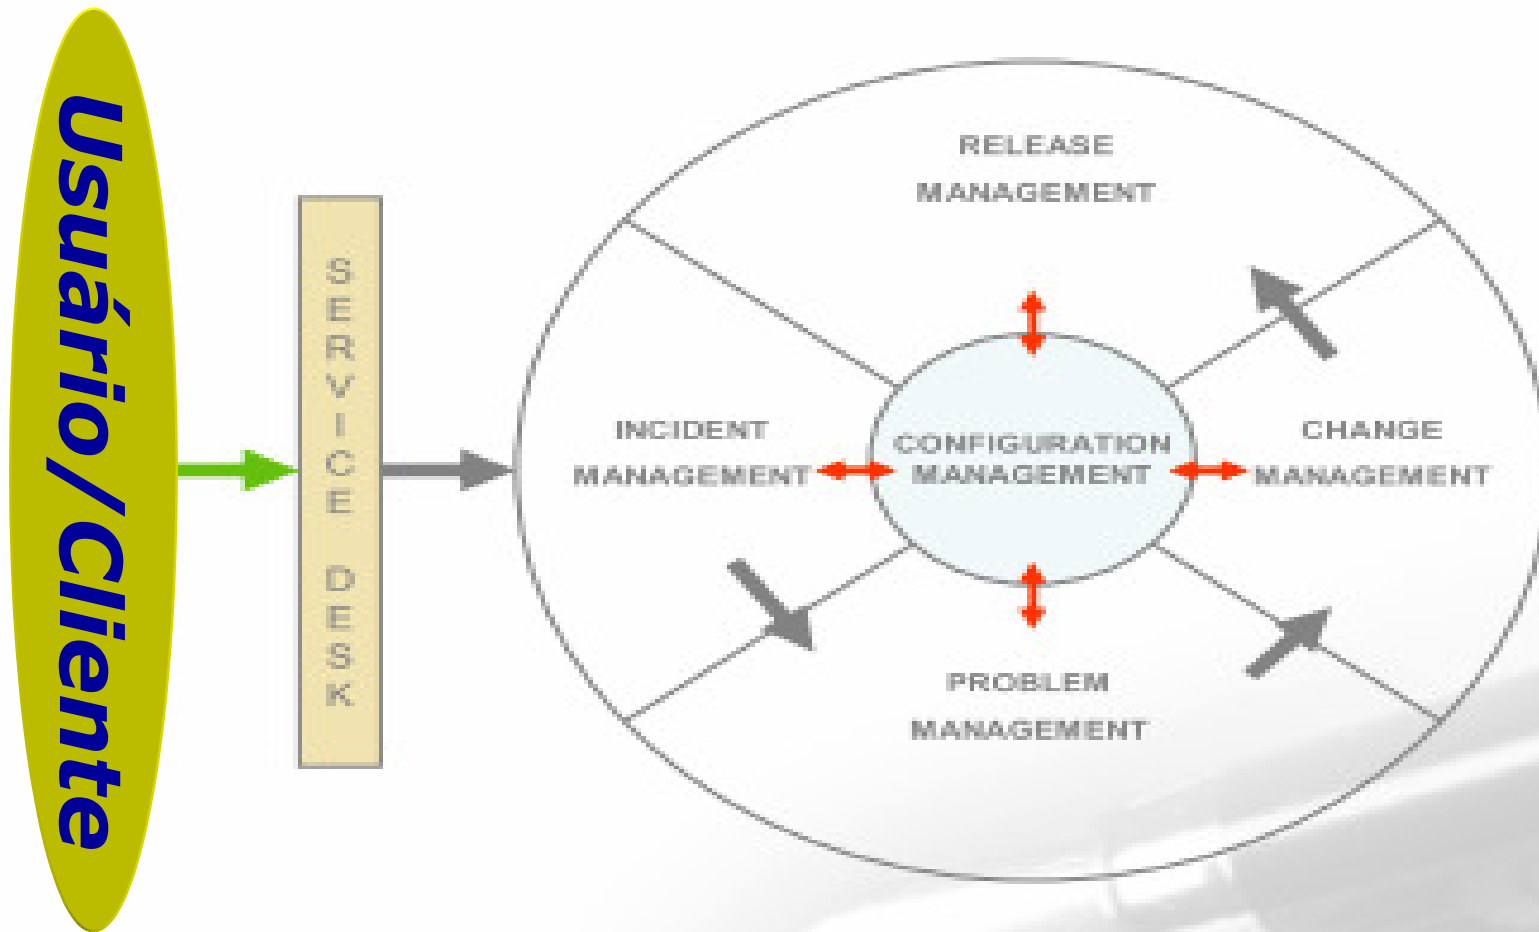 Usuário/Cliente
SERVICE DESK
RELEASE
MANAGEMENT
INCIDENT
MANAGEMENT
CONFIGURATION
MANAGEMENT
CHANGE
MANAGEMENT
PROBLEM
MANAGEMENT